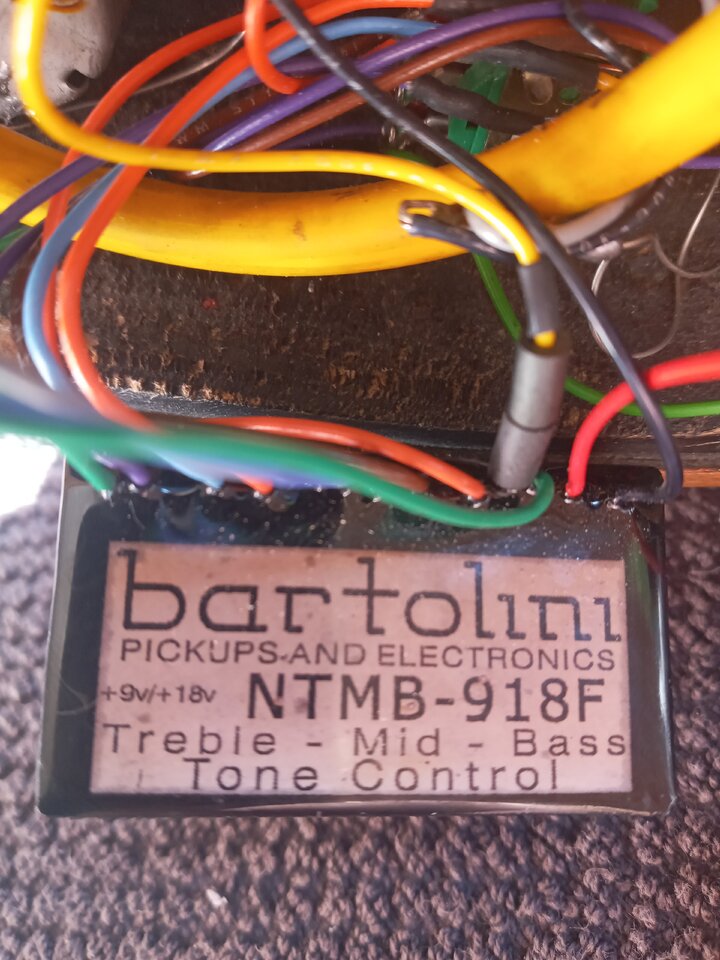 bartolini
PICKUPS AND ELECTRONICS
+9v/+18v NTMB-918F
Treble - Mid - Bass
Tone Control